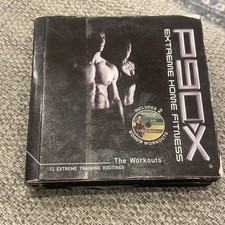 P90X
EXTREME HOME FITNESS
INCLUDES 2
BONUS WORKOUTS
The Workouts
12 EXTREME TRAINING ROUTINES